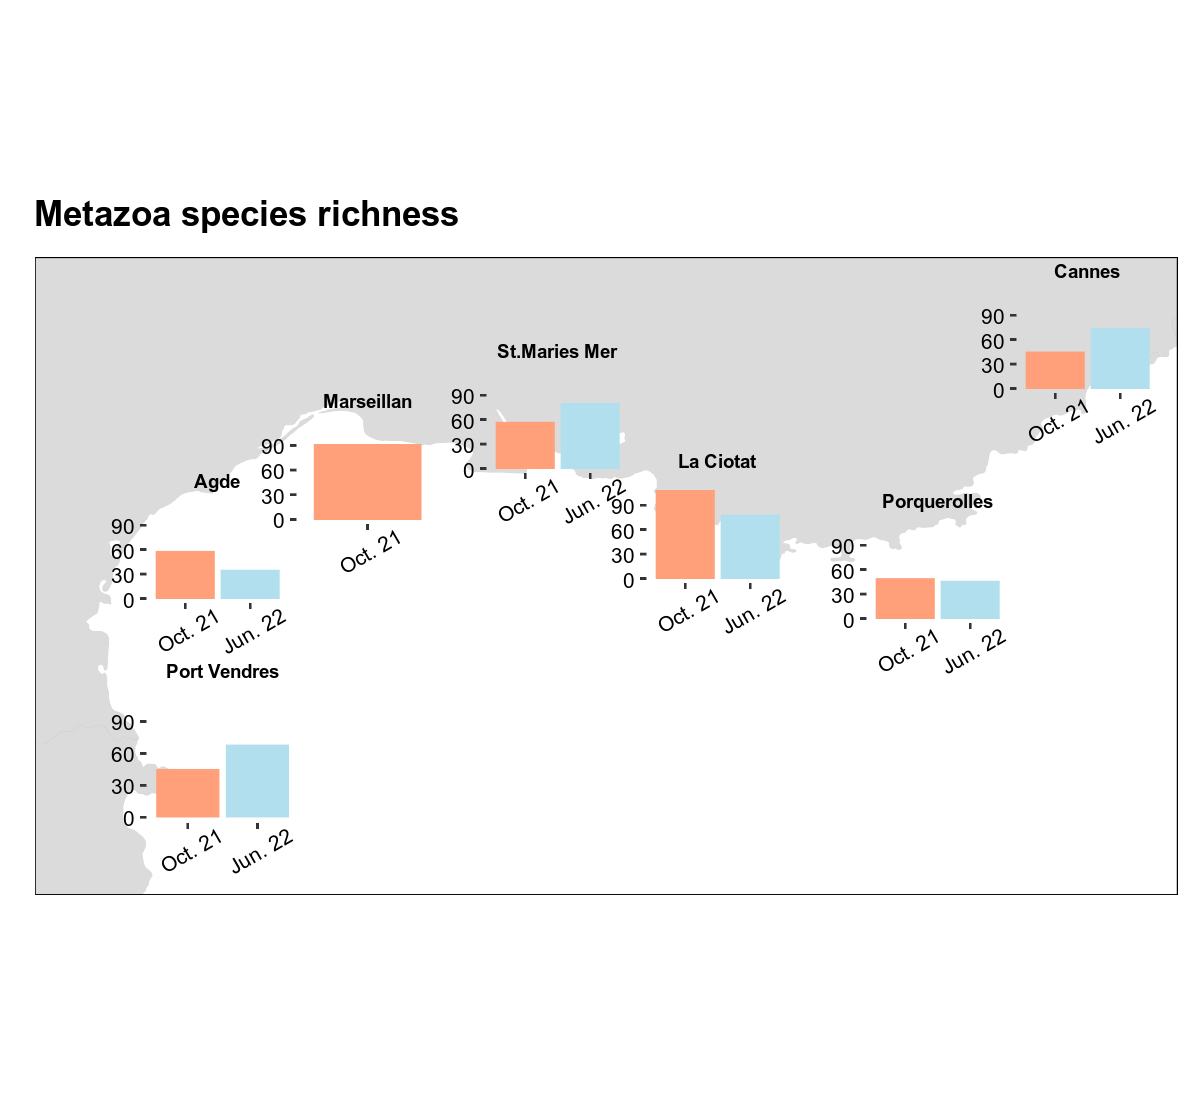 Metazoa species richness
Cannes
90
60
30
0
Oct. 21
Jun. 22
St.Maries Mer
90
60
30
0
Oct. 21
Jun. 22
Marseillan
90
60
30
0
Oct. 21
La Ciotat
90
60
30
0
Oct. 21
Jun. 22
Agde
90
60
30
0
Oct. 21
Jun. 22
Porquerolles
90
60
30
0
Oct. 21
Jun. 22
Port Vendres
90
60
30
0
Oct. 21
Jun. 22